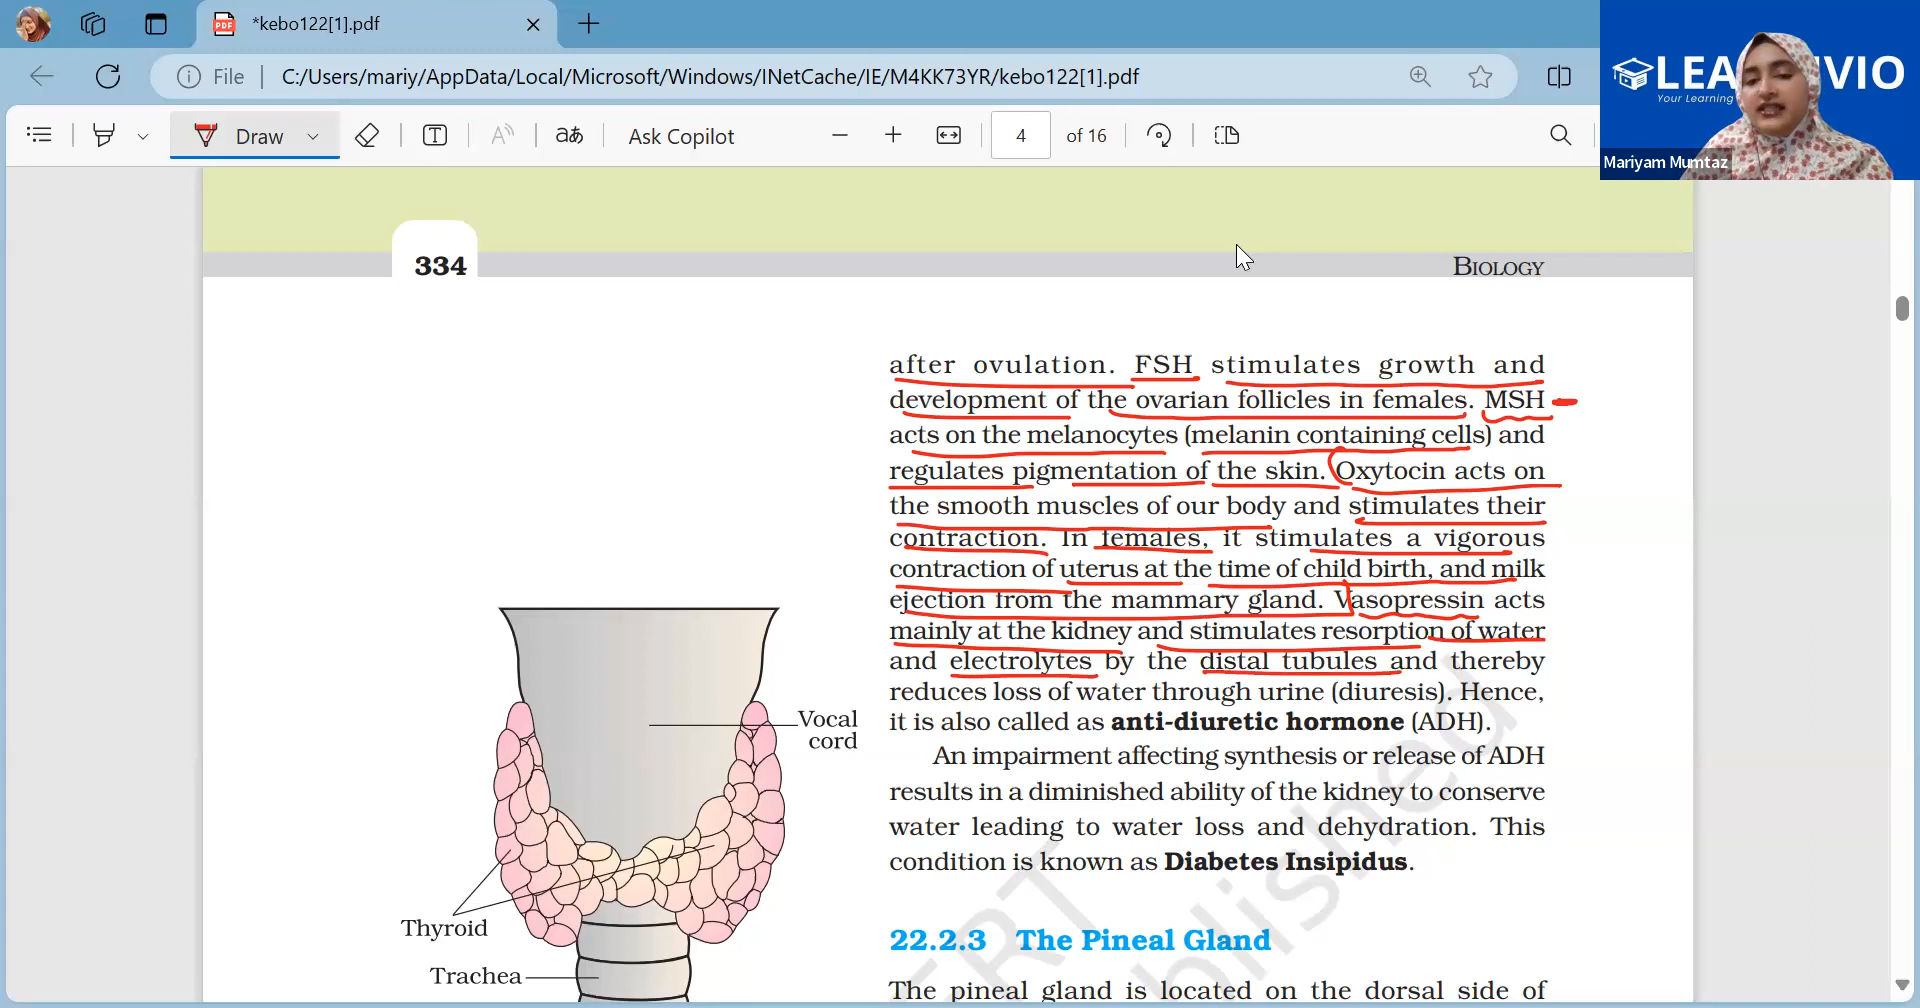 *kebo122[1].pdf
File
C:/Users/mariy/AppData/Local/Microsoft/Windows/INetCache/IE/M4KK73YR/kebo122[1].pdf
Draw
Ask Copilot
4 of 16
Your Learning
Mariyam Mumtaz
334
BIOLOGY
after ovulation. FSH stimulates growth and
development of the ovarian follicles in females. MSH
acts on the melanocytes (melanin containing cells) and
regulates pigmentation of the skin. Oxytocin acts on
the smooth muscles of our body and stimulates their
contraction. In females, it stimulates a vigorous
contraction of uterus at the time of child birth, and milk
ejection from the mammary gland. Vasopressin acts
mainly at the kidney and stimulates resorption of water
and electrolytes by the distal tubules and thereby
reduces loss of water through urine (diuresis). Hence,
it is also called as anti-diuretic hormone (ADH).
An impairment affecting synthesis or release of ADH
results in a diminished ability of the kidney to conserve
water leading to water loss and dehydration. This
condition is known as Diabetes Insipidus.
22.2.3 The Pineal Gland
The pineal gland is located on the dorsal side of
Vocal
cord
Thyroid
Trachea